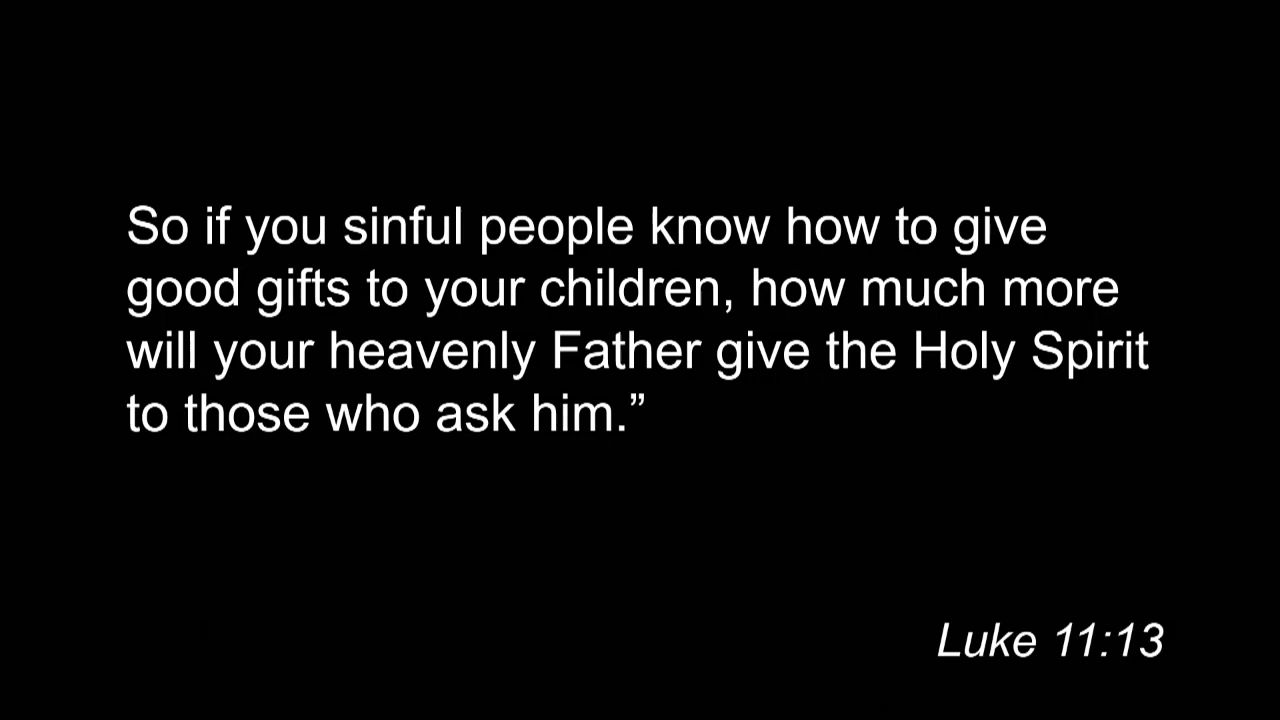 So if you sinful people know how to give
good gifts to your children, how much more
will your heavenly Father give the Holy Spirit
to those who ask him.”
Luke 11:13